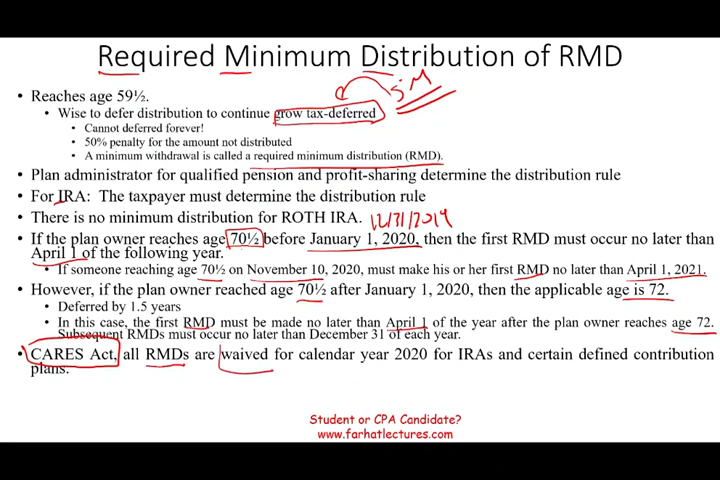 Required Minimum Distribution of RMD
5M
• Reaches age 59½.
• Wise to defer distribution to continue grow tax-deferred
• Cannot deferred forever!
• 50% penalty for the amount not distributed
• A minimum withdrawal is called a required minimum distribution (RMD).
• Plan administrator for qualified pension and profit-sharing determine the distribution rule
• For IRA: The taxpayer must determine the distribution rule
• There is no minimum distribution for ROTH IRA. 12/31/2019
• If the plan owner reaches age 70½ before January 1, 2020, then the first RMD must occur no later than
April 1 of the following year.
• If someone reaching age 70½ on November 10, 2020, must make his or her first RMD no later than April 1, 2021.
• However, if the plan owner reached age 70½ after January 1, 2020, then the applicable age is 72.
• Deferred by 1.5 years
• In this case, the first RMD must be made no later than April 1 of the year after the plan owner reaches age 72.
Subsequent RMDs must occur no later than December 31 of each year.
• CARES Act, all RMDs are waived for calendar year 2020 for IRAs and certain defined contribution
plans.
Student or CPA Candidate?
www.farhatlectures.com